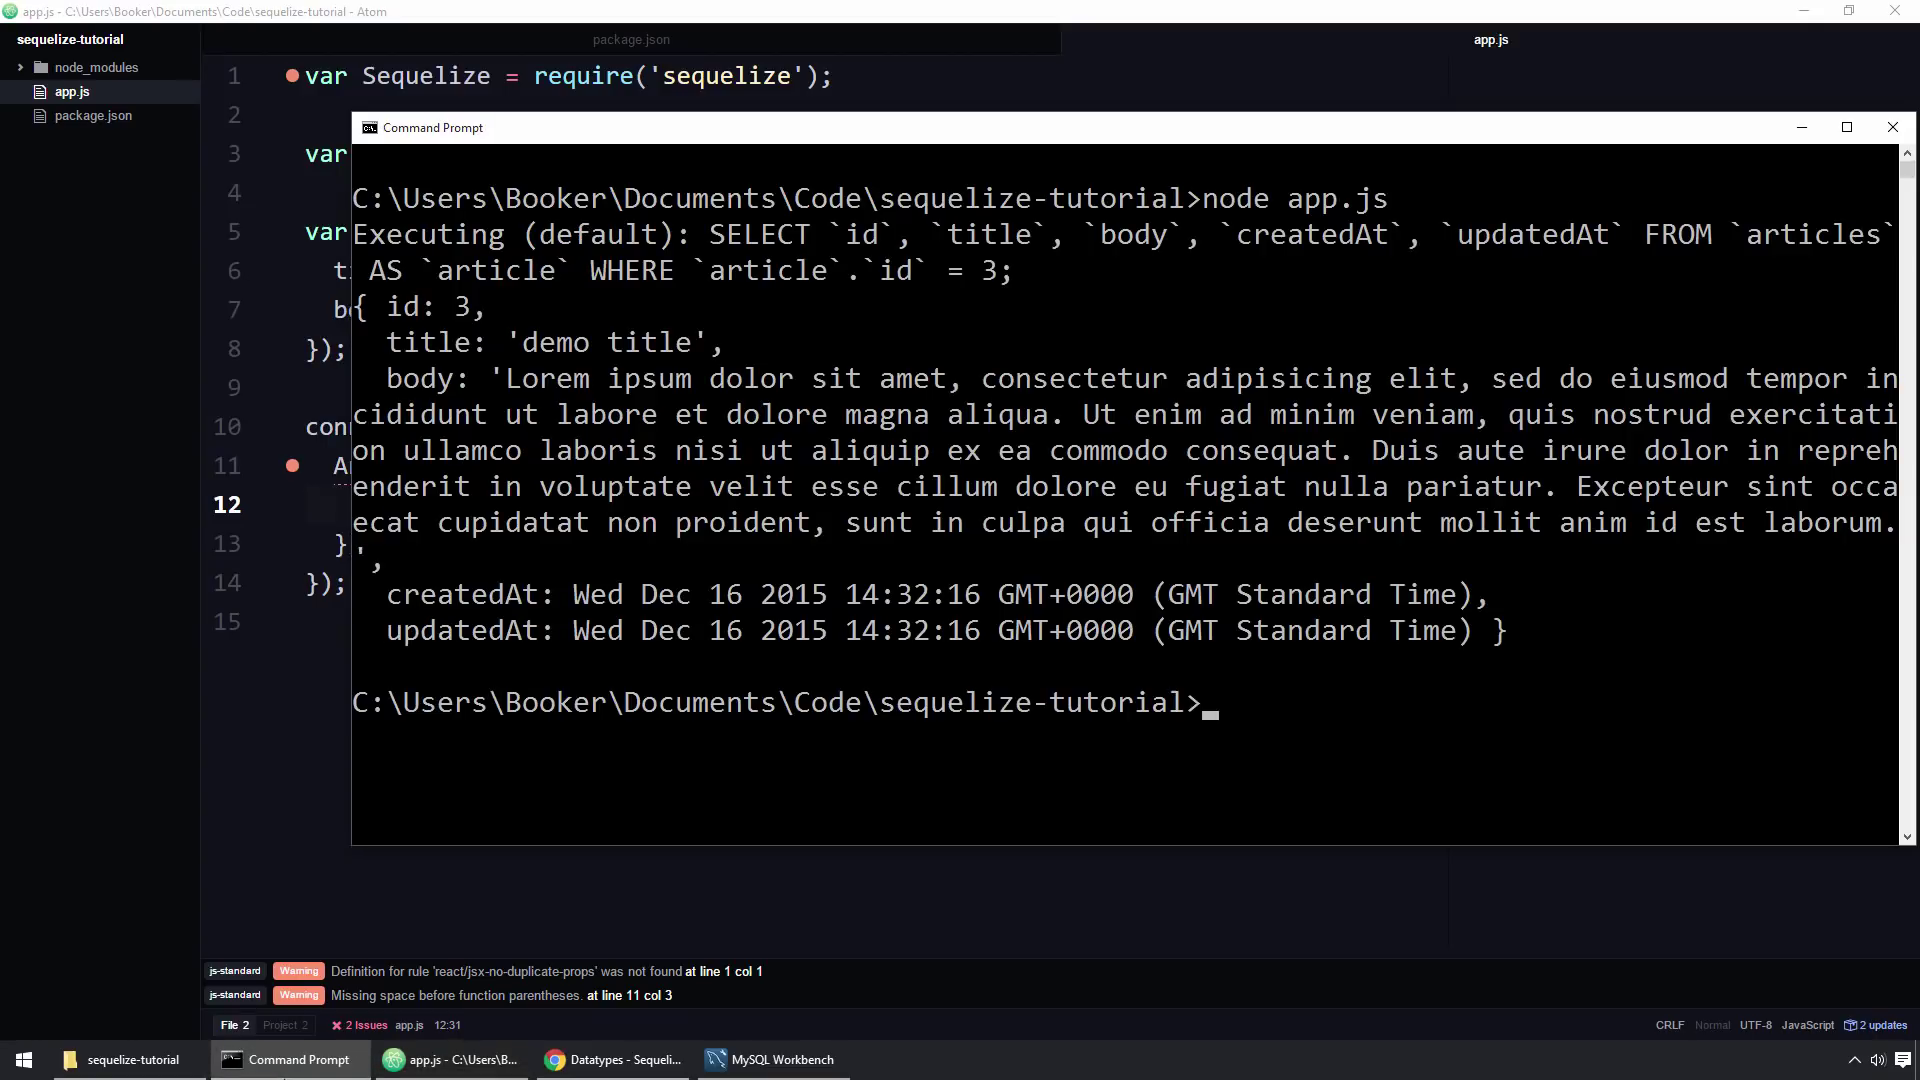 app.js - C:\Users\Booker\Documents\Code\sequelize-tutorial - Atom
sequelize-tutorial
node_modules
app.js
package.json
package.json
app.js
1 var Sequelize = require('sequelize');
2
3 var
4
5 var
6 ti
7 bo
8 });
9
10 conn
11 A
12
13 }
14 });
15
Command Prompt
C:\Users\Booker\Documents\Code\sequelize-tutorial>node app.js
Executing (default): SELECT `id`, `title`, `body`, `createdAt`, `updatedAt` FROM `articles`
AS `article` WHERE `article`.`id` = 3;
{ id: 3,
title: 'demo title',
body: 'Lorem ipsum dolor sit amet, consectetur adipisicing elit, sed do eiusmod tempor in
cididunt ut labore et dolore magna aliqua. Ut enim ad minim veniam, quis nostrud exercitati
on ullamco laboris nisi ut aliquip ex ea commodo consequat. Duis aute irure dolor in repreh
enderit in voluptate velit esse cillum dolore eu fugiat nulla pariatur. Excepteur sint occa
ecat cupidatat non proident, sunt in culpa qui officia deserunt mollit anim id est laborum.
',
createdAt: Wed Dec 16 2015 14:32:16 GMT+0000 (GMT Standard Time),
updatedAt: Wed Dec 16 2015 14:32:16 GMT+0000 (GMT Standard Time) }
C:\Users\Booker\Documents\Code\sequelize-tutorial>
js-standard Warning Definition for rule 'react/jsx-no-duplicate-props' was not found at line 1 col 1
js-standard Warning Missing space before function parentheses. at line 11 col 3
File 2 Project 2 2 Issues app.js 12:31
CRLF Normal UTF-8 JavaScript 2 updates
sequelize-tutorial
Command Prompt
app.js - C:\Users\B...
Datatypes - Sequeli...
MySQL Workbench